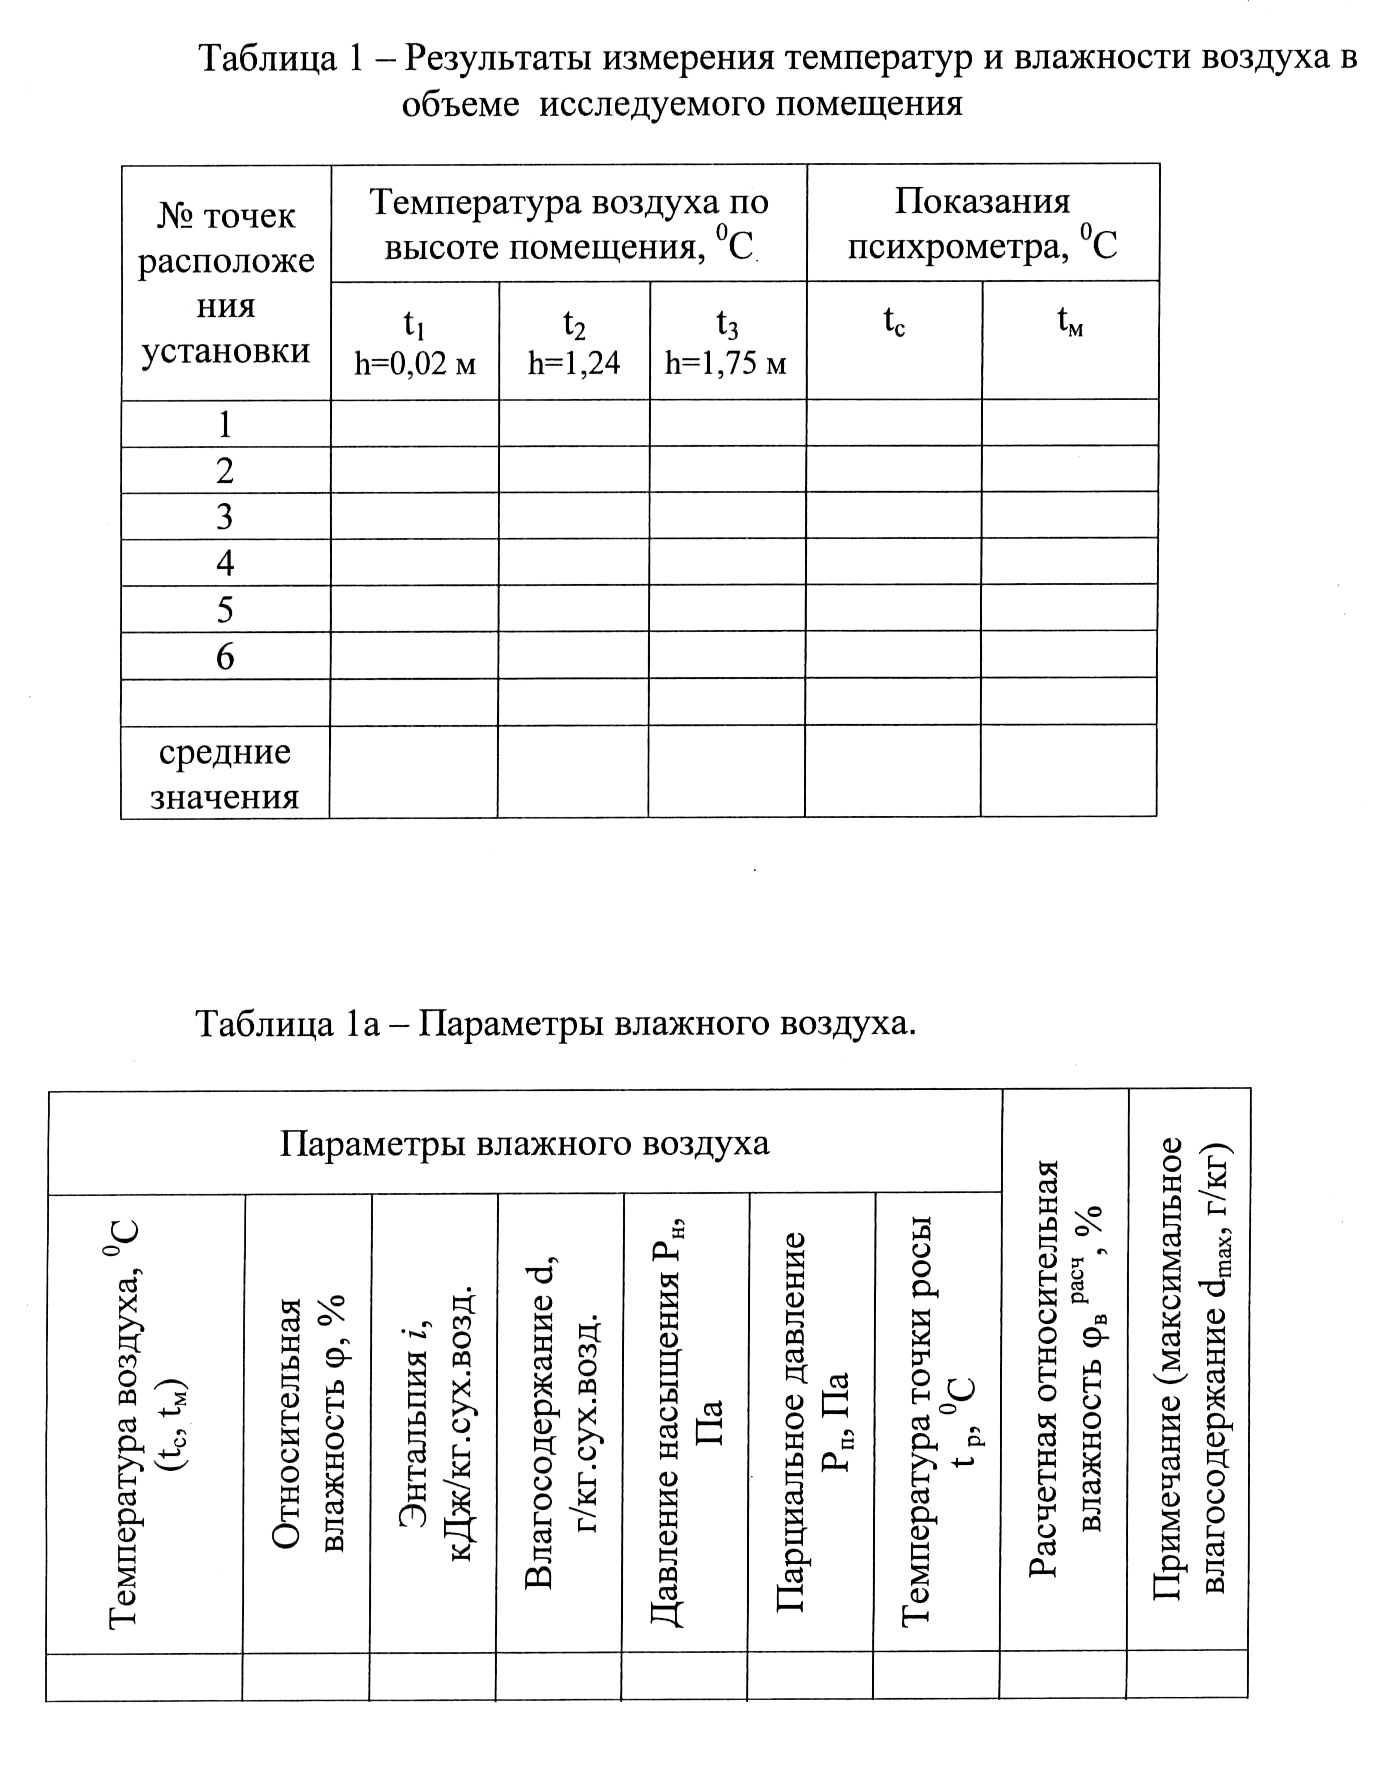 Таблица 1 – Результаты измерения температур и влажности воздуха в
объеме исследуемого помещения
№ точек
расположе
ния
установки
Температура воздуха по
высоте помещения, ⁰С
Показания
психрометра, ⁰С
t₁
h=0,02 м
t₂
h=1,24
t₃
h=1,75 м
tс
tм
1
2
3
4
5
6
средние
значения
Таблица 1а – Параметры влажного воздуха.
Параметры влажного воздуха
Температура воздуха, ⁰С
(tс, tм)
Относительная
влажность φ, %
Энтальпия i,
кДж/кг.сух.возд.
Влагосодержание d,
г/кг.сух.возд.
Давление насыщения Рн,
Па
Парциальное давление
Рп, Па
Температура точки росы
t р, ⁰С
Расчетная относительная
влажность φв расч, %
Примечание (максимальное
влагосодержание dmax, г/кг)